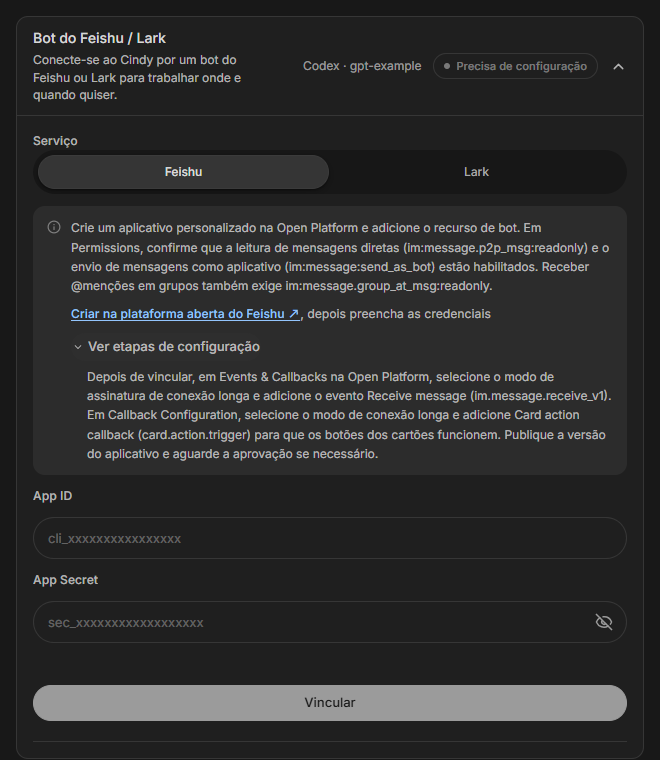 Bot do Feishu / Lark
Conecte-se ao Cindy por um bot do
Feishu ou Lark para trabalhar onde e
quando quiser.
Codex · gpt-example
Precisa de configuração
Serviço
Feishu
Lark
Crie um aplicativo personalizado na Open Platform e adicione o recurso de bot. Em
Permissions, confirme que a leitura de mensagens diretas (im:message.p2p_msg:readonly) e o
envio de mensagens como aplicativo (im:message:send_as_bot) estão habilitados. Receber
@menções em grupos também exige im:message.group_at_msg:readonly.
Criar na plataforma aberta do Feishu ↗, depois preencha as credenciais
Ver etapas de configuração
Depois de vincular, em Events & Callbacks na Open Platform, selecione o modo de
assinatura de conexão longa e adicione o evento Receive message (im.message.receive_v1).
Em Callback Configuration, selecione o modo de conexão longa e adicione Card action
callback (card.action.trigger) para que os botões dos cartões funcionem. Publique a versão
do aplicativo e aguarde a aprovação se necessário.
App ID
cli_xxxxxxxxxxxxxxxx
App Secret
sec_xxxxxxxxxxxxxxxxxx
Vincular